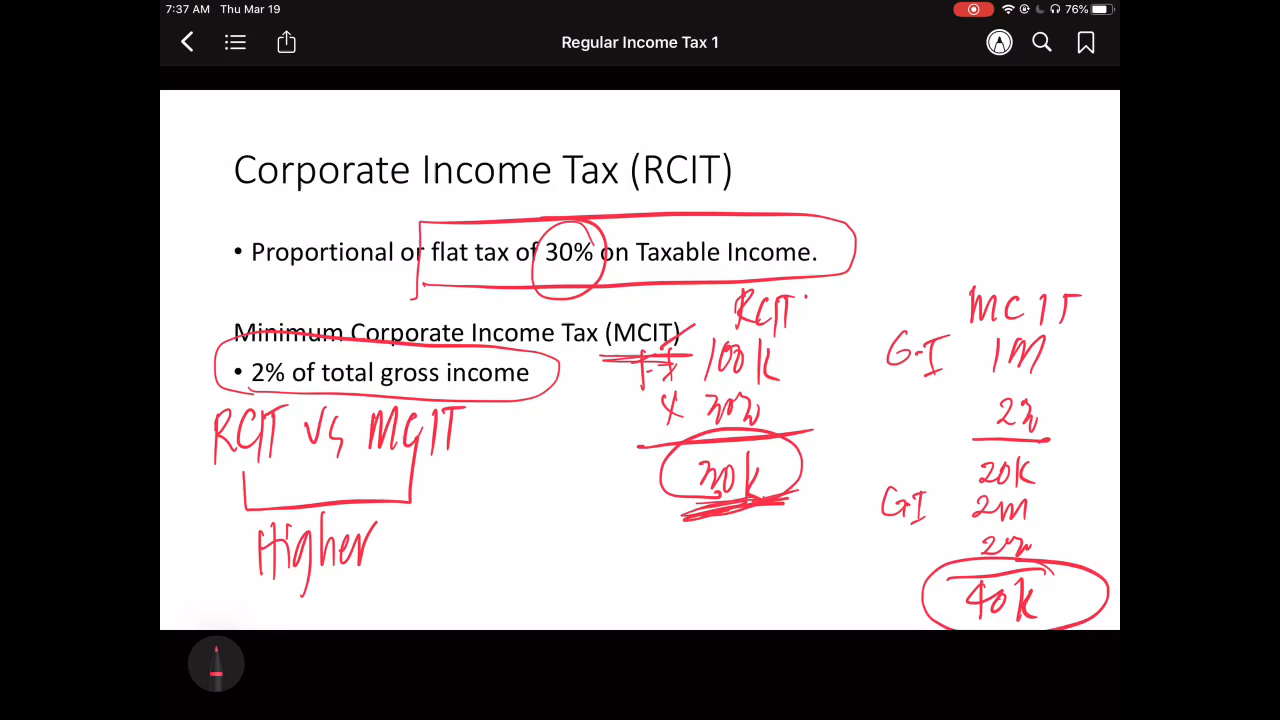 7:37 AM Thu Mar 19
76%
Regular Income Tax 1
Corporate Income Tax (RCIT)
• Proportional or flat tax of 30% on Taxable Income.
Minimum Corporate Income Tax (MCIT)
• 2% of total gross income
RCIT VS MCIT
Higher
RCIT
100K
X 30%
30K
MCIT
G-I 1M
2%
20K
GI 2M
2%
40K